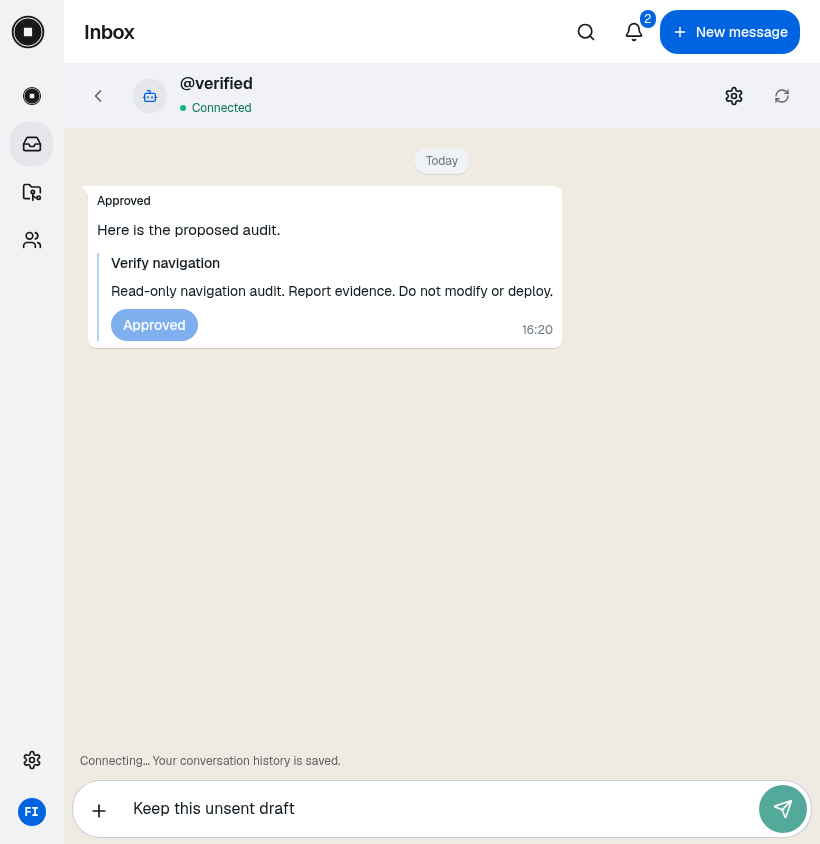 Inbox
2
New message
@verified
Connected
Today
Approved
Here is the proposed audit.
Verify navigation
Read-only navigation audit. Report evidence. Do not modify or deploy.
Approved
16:20
Connecting… Your conversation history is saved.
Keep this unsent draft
FI